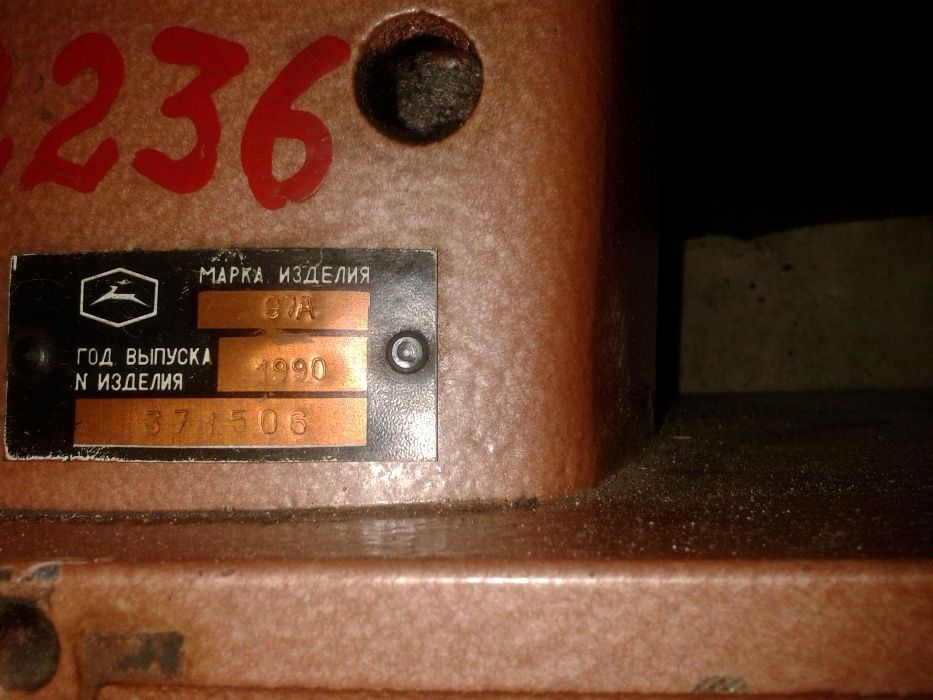 236
МАРКА ИЗДЕЛИЯ
97А
ГОД ВЫПУСКА
1990
N ИЗДЕЛИЯ
371506